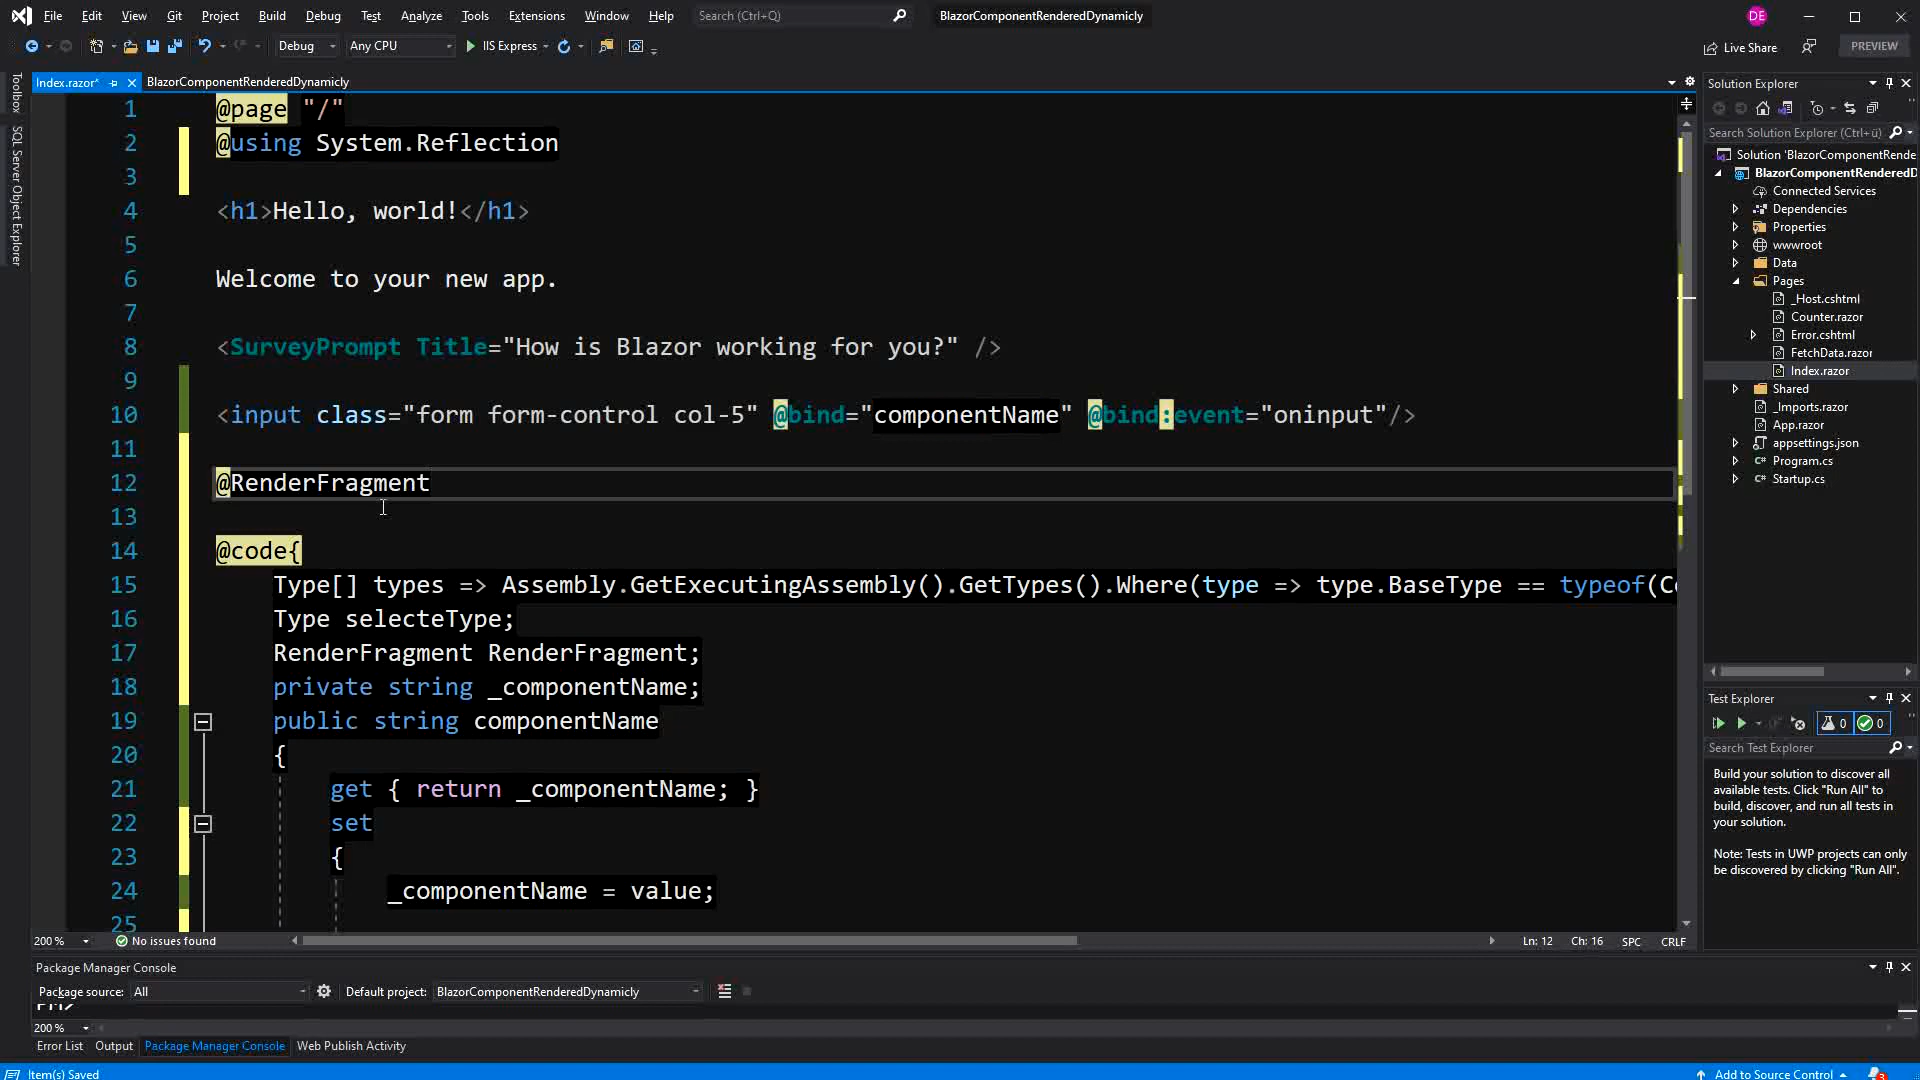 File Edit View Git Project Build Debug Test Analyze Tools Extensions Window Help Search (Ctrl+Q) BlazorComponentRenderedDynamicly DE
Debug Any CPU IIS Express Live Share PREVIEW
Index.razor* BlazorComponentRenderedDynamicly
Toolbox
SQL Server Object Explorer
1 @page "/"
2 @using System.Reflection
3
4 <h1>Hello, world!</h1>
5
6 Welcome to your new app.
7
8 <SurveyPrompt Title="How is Blazor working for you?" />
9
10 <input class="form form-control col-5" @bind="componentName" @bind:event="oninput"/>
11
12 @RenderFragment
13
14 @code{
15 Type[] types => Assembly.GetExecutingAssembly().GetTypes().Where(type => type.BaseType == typeof(Co
16 Type selecteType;
17 RenderFragment RenderFragment;
18 private string _componentName;
19 public string componentName
20 {
21 get { return _componentName; }
22 set
23 {
24 _componentName = value;
25
200 % No issues found Ln: 12 Ch: 16 SPC CRLF
Solution Explorer
Search Solution Explorer (Ctrl+ü)
Solution 'BlazorComponentRende
BlazorComponentRenderedD
Connected Services
Dependencies
Properties
wwwroot
Data
Pages
_Host.cshtml
Counter.razor
Error.cshtml
FetchData.razor
Index.razor
Shared
_Imports.razor
App.razor
appsettings.json
Program.cs
Startup.cs
Test Explorer
0 0
Search Test Explorer
Build your solution to discover all
available tests. Click "Run All" to
build, discover, and run all tests in
your solution.
Note: Tests in UWP projects can only
be discovered by clicking "Run All".
Package Manager Console
Package source: All Default project: BlazorComponentRenderedDynamicly
PM>
200 %
Error List Output Package Manager Console Web Publish Activity
Item(s) Saved Add to Source Control 3